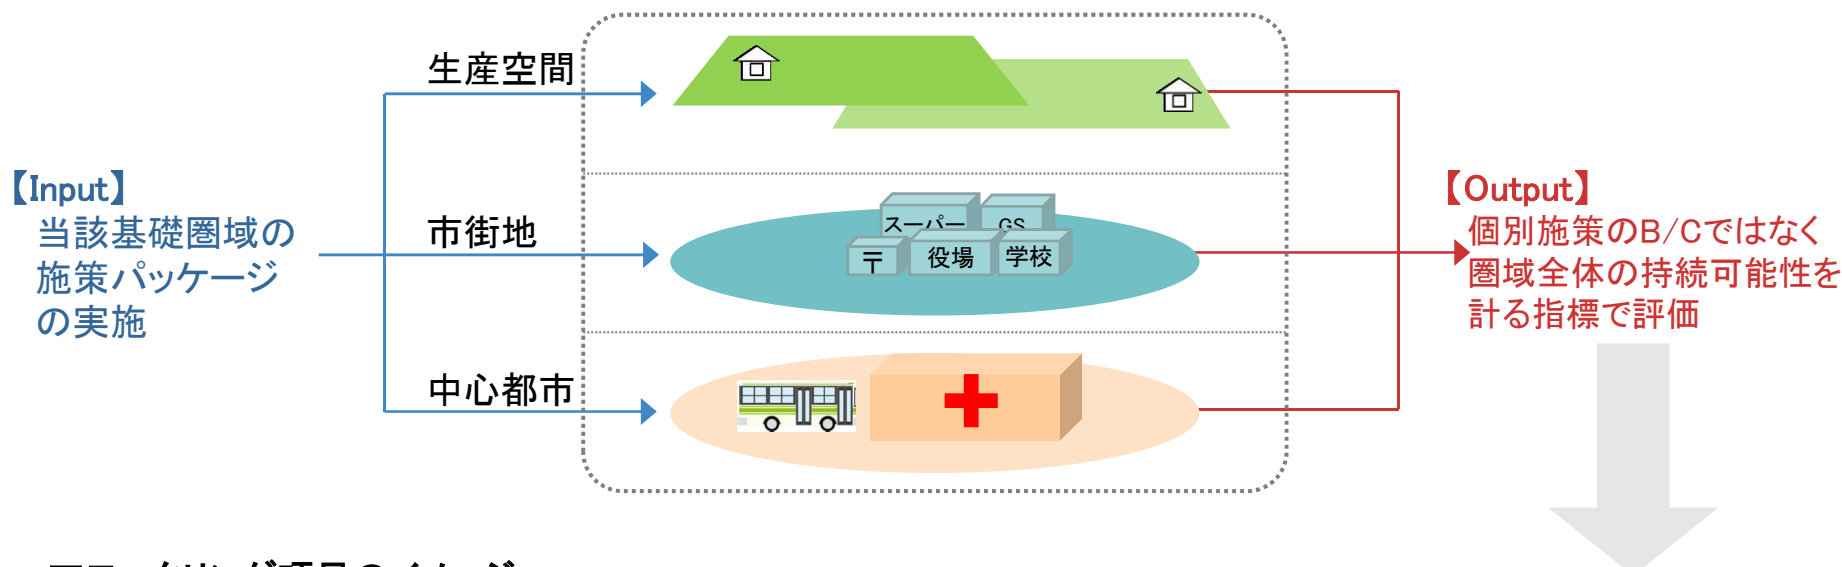 生産空間
【Input】
当該基礎圏域の
施策パッケージ
の実施
市街地
スーパー
GS
〒
役場
学校
中心都市
【Output】
個別施策のB/Cではなく
圏域全体の持続可能性を
計る指標で評価